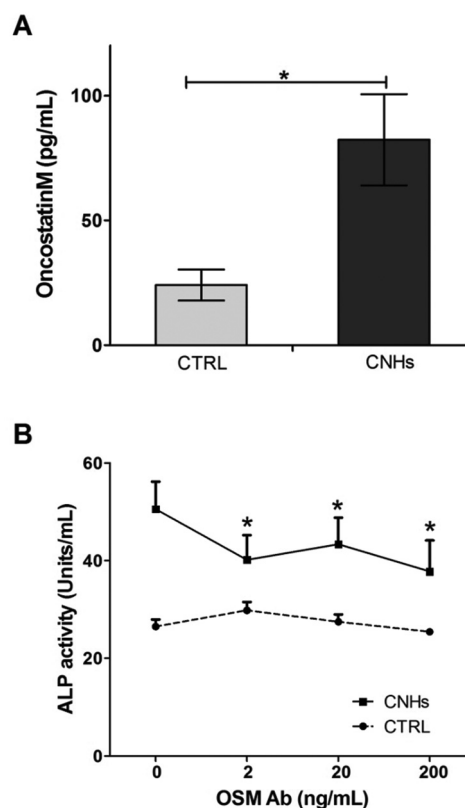 A
OncostatinM (pg/mL)
100
50
0
*
CTRL
CNHs
B
ALP activity (Units/mL)
60
40
20
0
*
*
*
CNHs
CTRL
0
2
20
200
OSM Ab (ng/mL)